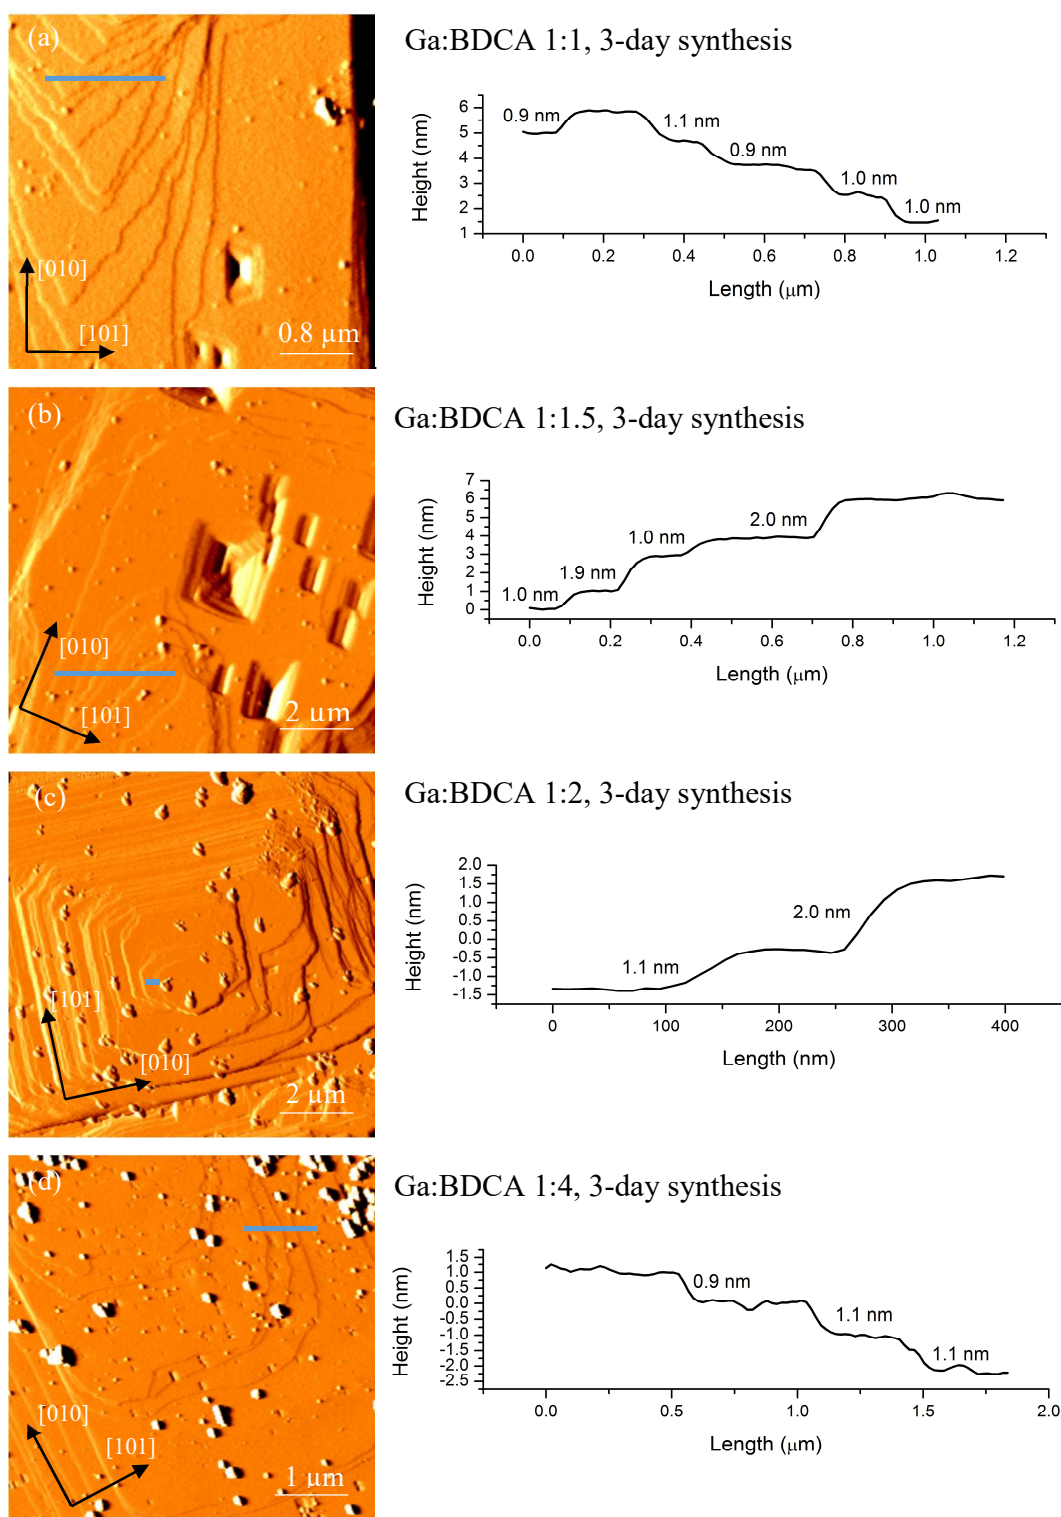 (a)
[010]
[101]
0.8 μm
Ga:BDCA 1:1, 3-day synthesis
Height (nm)
6
5
4
3
2
1
0.9 nm
1.1 nm
0.9 nm
1.0 nm
1.0 nm
0.0 0.2 0.4 0.6 0.8 1.0 1.2
Length (μm)
(b)
[010]
[101]
2 μm
Ga:BDCA 1:1.5, 3-day synthesis
Height (nm)
7
6
5
4
3
2
1
0
1.0 nm
1.9 nm
1.0 nm
2.0 nm
0.0 0.2 0.4 0.6 0.8 1.0 1.2
Length (μm)
(c)
[101]
[010]
2 μm
Ga:BDCA 1:2, 3-day synthesis
Height (nm)
2.0
1.5
1.0
0.5
0.0
-0.5
-1.0
-1.5
1.1 nm
2.0 nm
0 100 200 300 400
Length (nm)
(d)
[010]
[101]
1 μm
Ga:BDCA 1:4, 3-day synthesis
Height (nm)
1.5
1.0
0.5
0.0
-0.5
-1.0
-1.5
-2.0
-2.5
0.9 nm
1.1 nm
1.1 nm
0.0 0.5 1.0 1.5 2.0
Length (μm)